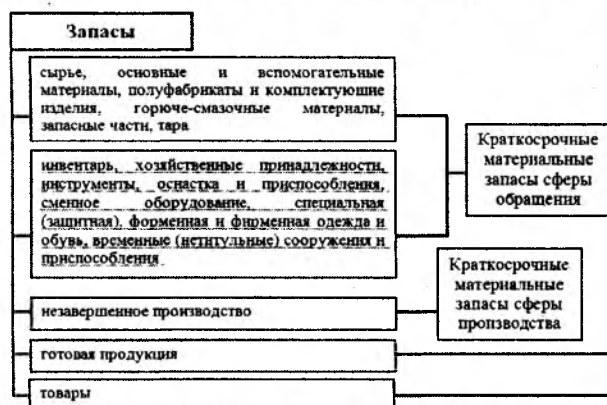 Запасы
сырье, основные и вспомогательные
материалы, полуфабрикаты и комплектующие
изделия, горюче-смазочные материалы,
запасные части, тара
инвентарь, хозяйственные принадлежности,
инструменты, оснастка и приспособления,
сменное оборудование, специальная
(защитная), форменная и фирменная одежда и
обувь, временные (нетитульные) сооружения и
приспособления
незавершенное производство
готовая продукция
товары
Краткосрочные
материальные
запасы сферы
обращения
Краткосрочные
материальные
запасы сферы
производства